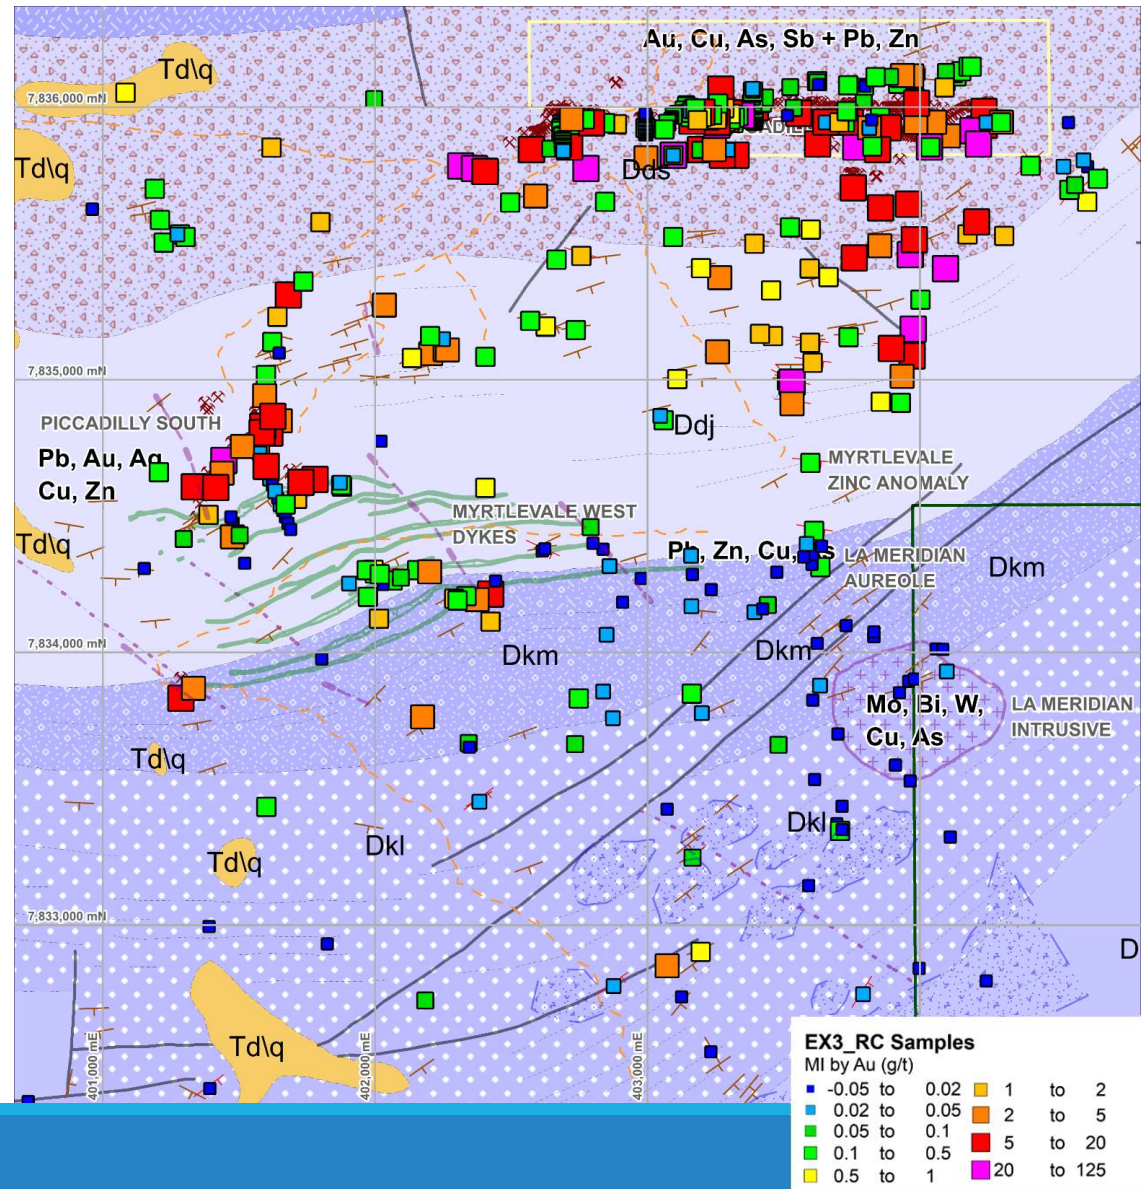 Au, Cu, As, Sb + Pb, Zn
Td\q
7,836,000 mN
Td\q
Dds
7,835,000 mN
PICCADILLY SOUTH
Pb, Au, Ag
Cu, Zn
Ddj
MYRTLEVALE
ZINC ANOMALY
MYRTLEVALE WEST
DYKES
Td\q
Pb, Zn, Cu, As
LA MERIDIAN
AUREOLE
Dkm
7,834,000 mN
Dkm
Dkm
Mo, Bi, W,
Cu, As
LA MERIDIAN
INTRUSIVE
Td\q
Dkl
Dkl
Td\q
7,833,000 mN
D
Td\q
401,000 mE
402,000 mE
403,000 mE
EX3_RC Samples
MI by Au (g/t)
-0.05 to 0.02
0.02 to 0.05
0.05 to 0.1
0.1 to 0.5
0.5 to 1
1 to 2
2 to 5
5 to 20
20 to 125